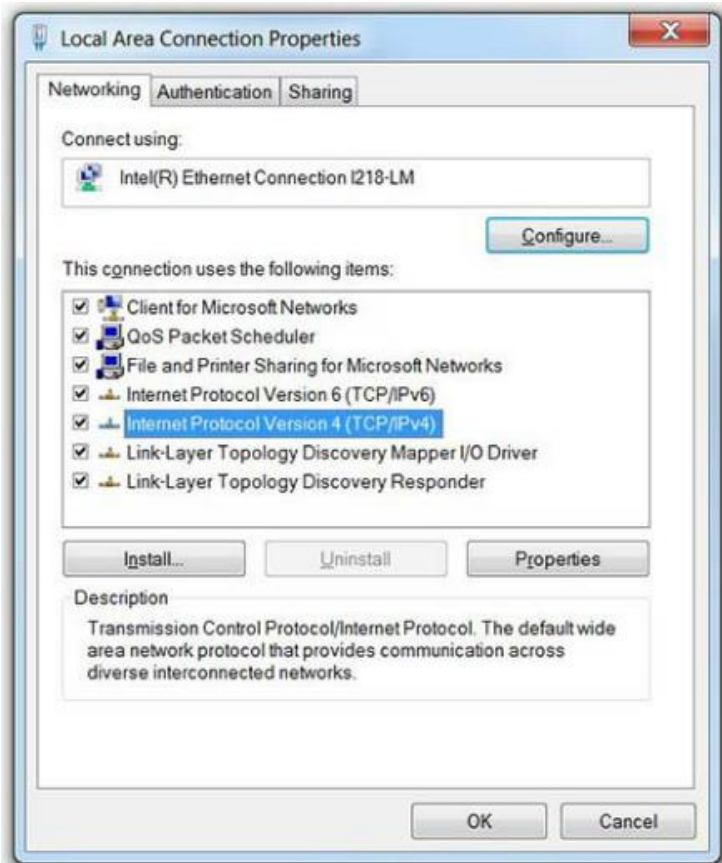 Local Area Connection Properties
Networking Authentication Sharing
Connect using:
Intel(R) Ethernet Connection I218-LM
Configure...
This connection uses the following items:
Client for Microsoft Networks
QoS Packet Scheduler
File and Printer Sharing for Microsoft Networks
Internet Protocol Version 6 (TCP/IPv6)
Internet Protocol Version 4 (TCP/IPv4)
Link-Layer Topology Discovery Mapper I/O Driver
Link-Layer Topology Discovery Responder
Install... Uninstall Properties
Description
Transmission Control Protocol/Internet Protocol. The default wide
area network protocol that provides communication across
diverse interconnected networks.
OK Cancel